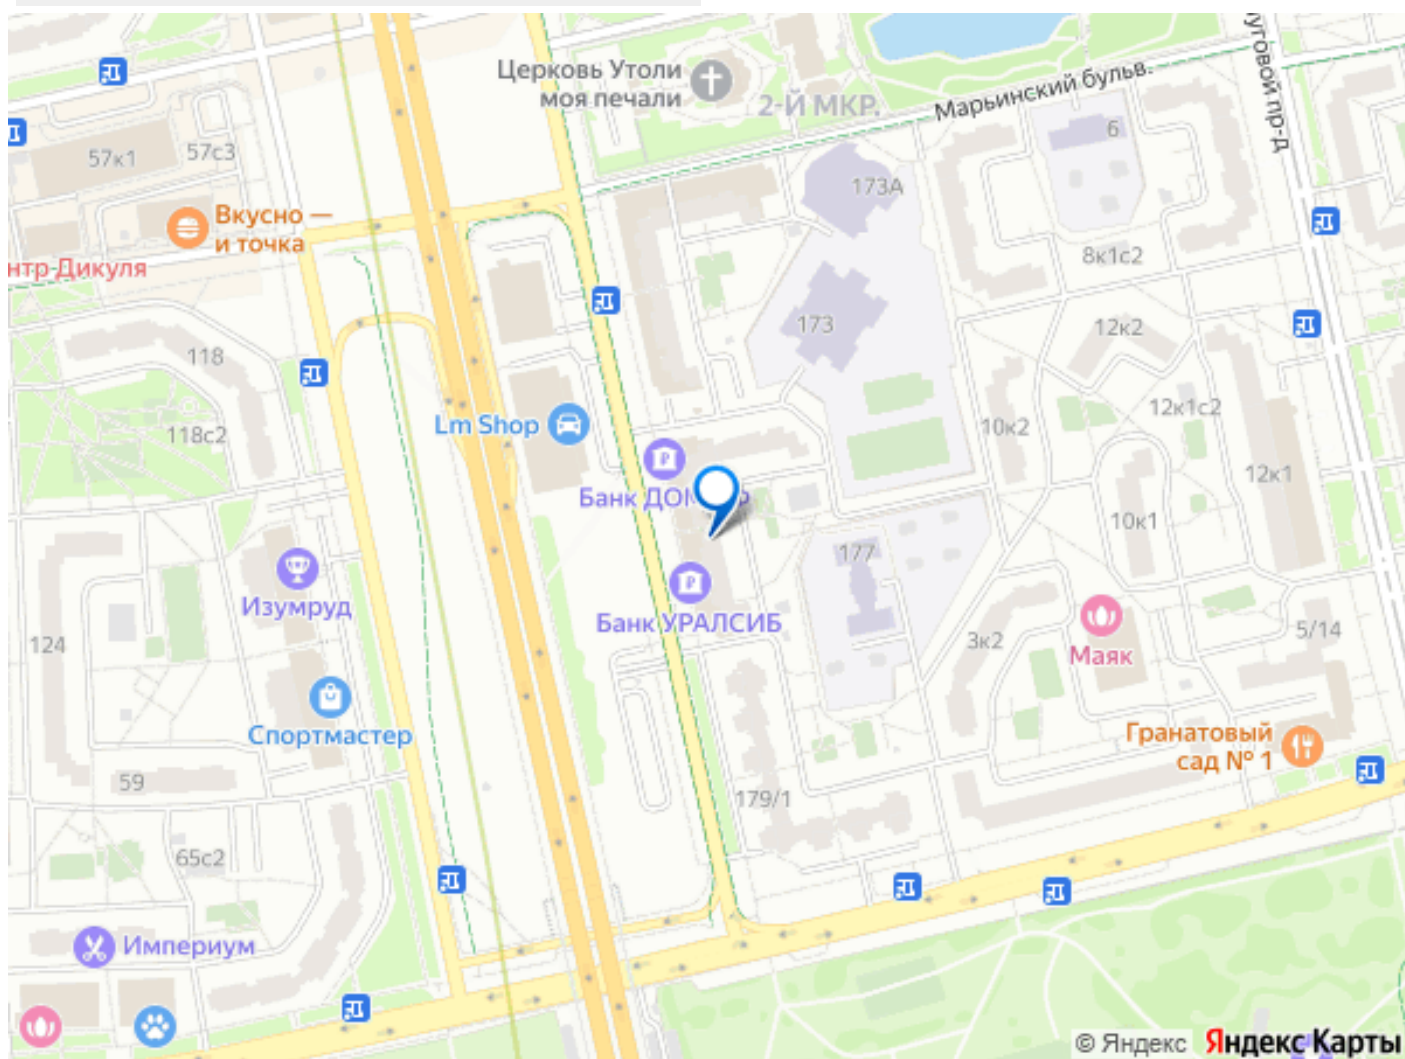 Церковь Утоли
моя печали
2-Й МКР.
Марьинский бульв.
уговой пр-д
57к1
57с3
6
173А
Вкусно —
и точка
нтр Дикуля
8к1с2
173
12к2
118
118с2
Lm Shop
12к1с2
10к2
12к1
Банк ДОМ
10к1
177
Изумруд
Банк УРАЛСИБ
124
3к2
Маяк
5/14
Спортмастер
Гранатовый
сад № 1
59
179/1
65с2
Империум
© Яндекс Яндекс Карты